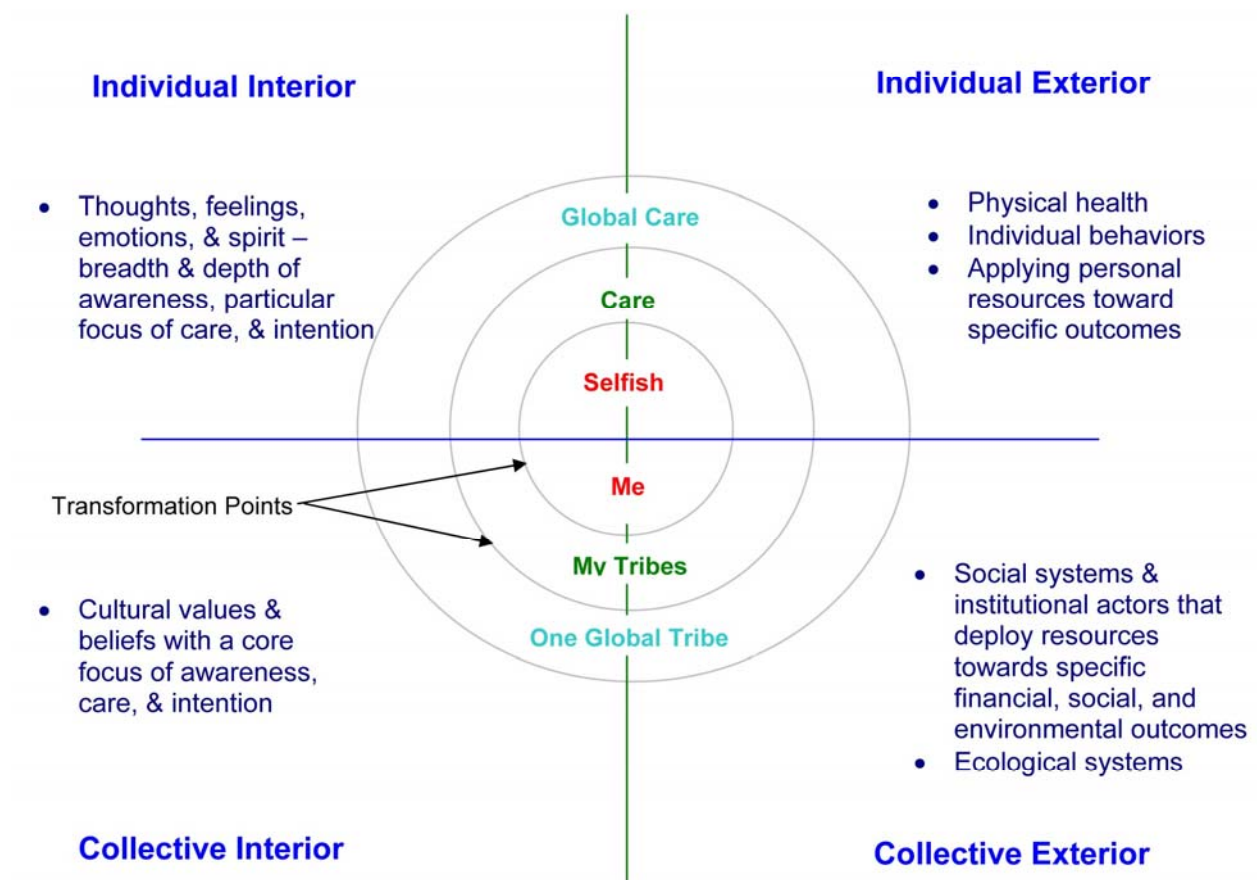 Individual Interior
Individual Exterior
• Thoughts, feelings,
emotions, & spirit –
breadth & depth of
awareness, particular
focus of care, & intention
• Physical health
• Individual behaviors
• Applying personal
resources toward
specific outcomes
Global Care
Care
Selfish
Me
My Tribes
One Global Tribe
Transformation Points
• Cultural values &
beliefs with a core
focus of awareness,
care, & intention
• Social systems &
institutional actors that
deploy resources
towards specific
financial, social, and
environmental outcomes
• Ecological systems
Collective Interior
Collective Exterior